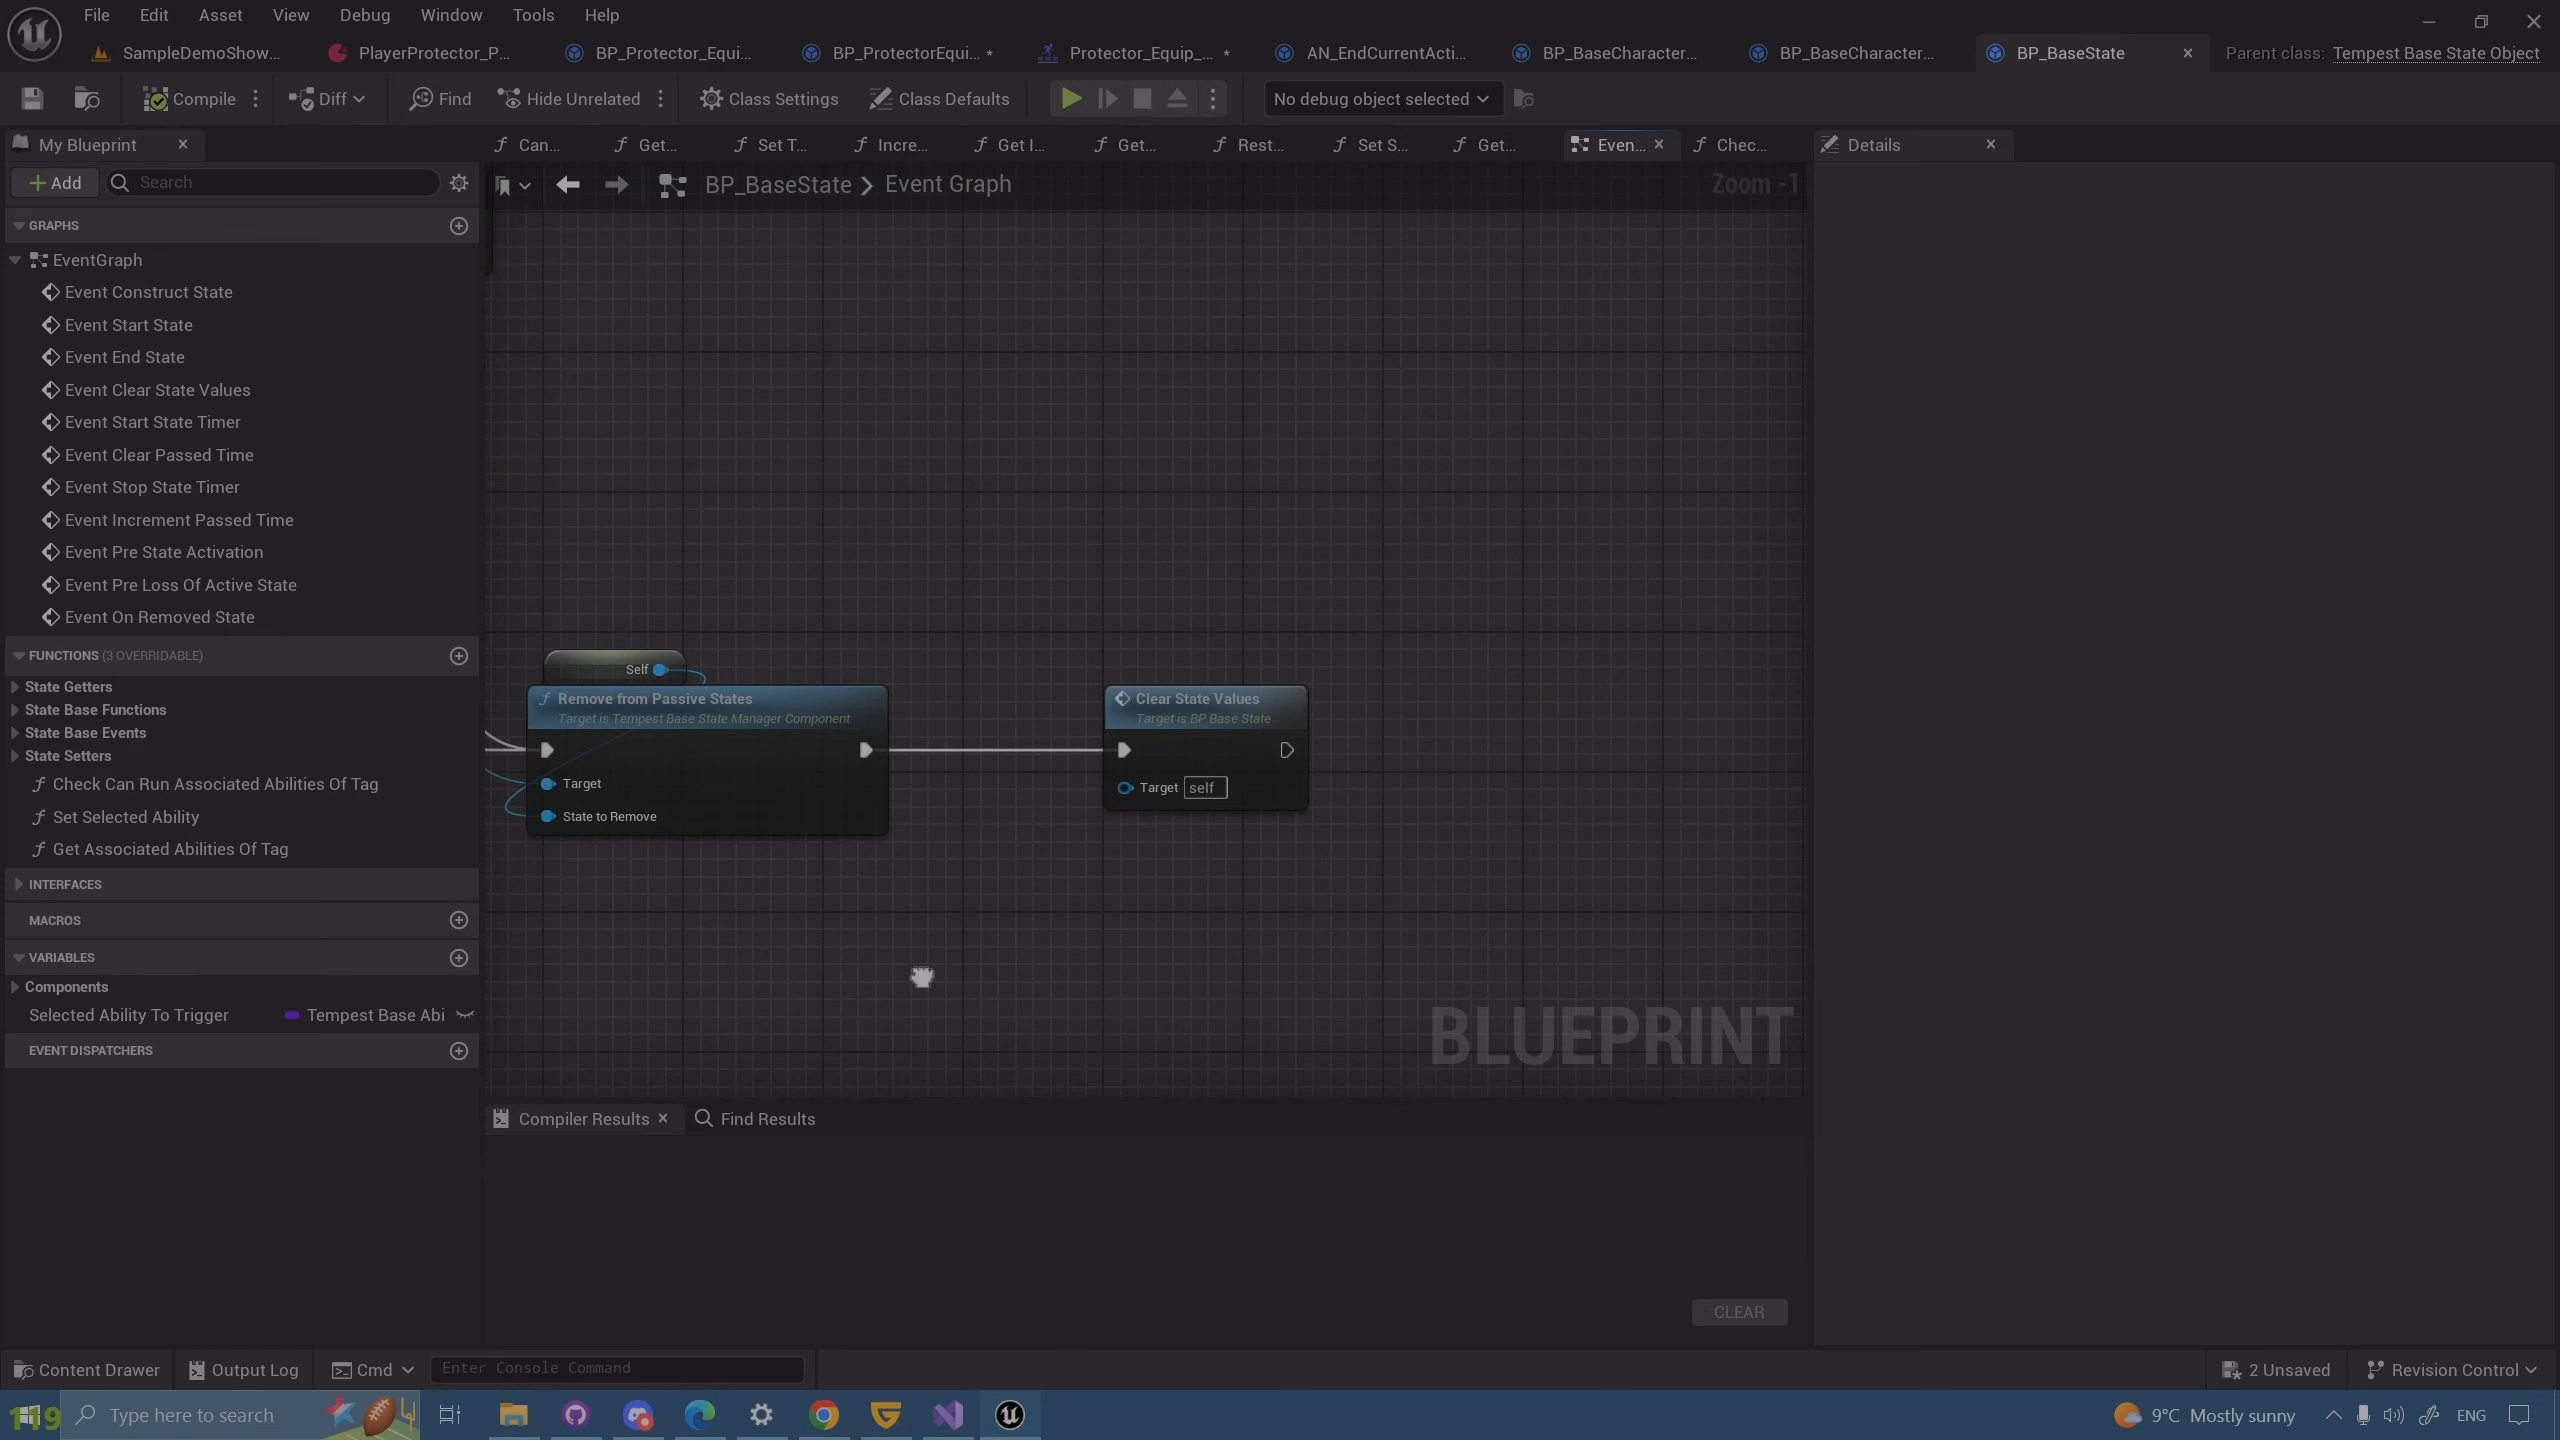 File Edit Asset View Debug Window Tools Help
SampleDemoShow... PlayerProtector_P... BP_Protector_Equi... BP_ProtectorEqui... * Protector_Equip_... * AN_EndCurrentActi... BP_BaseCharacter... BP_BaseCharacter... BP_BaseState Parent class: Tempest Base State Object
Compile Diff Find Hide Unrelated Class Settings Class Defaults No debug object selected
My Blueprint Can... Get... Set T... Incre... Get I... Get... Rest... Set S... Get... Even... Chec... Details
Add Search BP_BaseState > Event Graph Zoom -1
GRAPHS
EventGraph
Event Construct State
Event Start State
Event End State
Event Clear State Values
Event Start State Timer
Event Clear Passed Time
Event Stop State Timer
Event Increment Passed Time
Event Pre State Activation
Event Pre Loss Of Active State
Event On Removed State
FUNCTIONS (3 OVERRIDABLE)
State Getters
State Base Functions
State Base Events
State Setters
Check Can Run Associated Abilities Of Tag
Set Selected Ability
Get Associated Abilities Of Tag
INTERFACES
MACROS
VARIABLES
Components
Selected Ability To Trigger Tempest Base Abi
EVENT DISPATCHERS
Self
Remove from Passive States
Target is Tempest Base State Manager Component
Target
State to Remove
Clear State Values
Target is BP Base State
Target self
BLUEPRINT
Compiler Results Find Results
CLEAR
Content Drawer Output Log Cmd Enter Console Command 2 Unsaved Revision Control
119 Type here to search 9°C Mostly sunny ENG